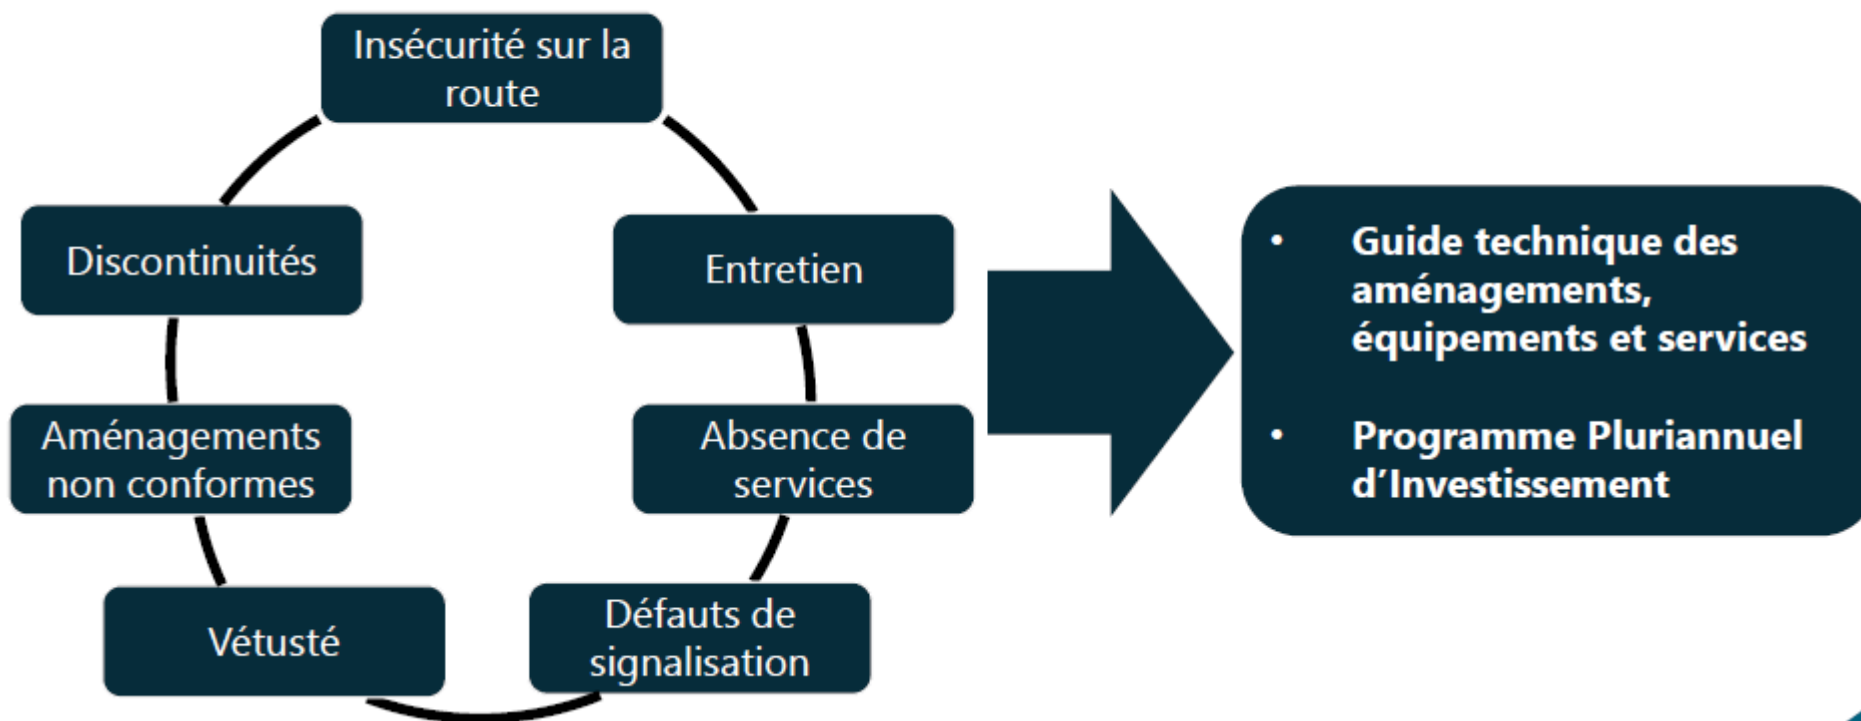 Insécurité sur la
route
Discontinuités
Entretien
Aménagements
non conformes
Absence de
services
Vétusté
Défauts de
signalisation
• Guide technique des
aménagements,
équipements et services
• Programme Pluriannuel
d’Investissement